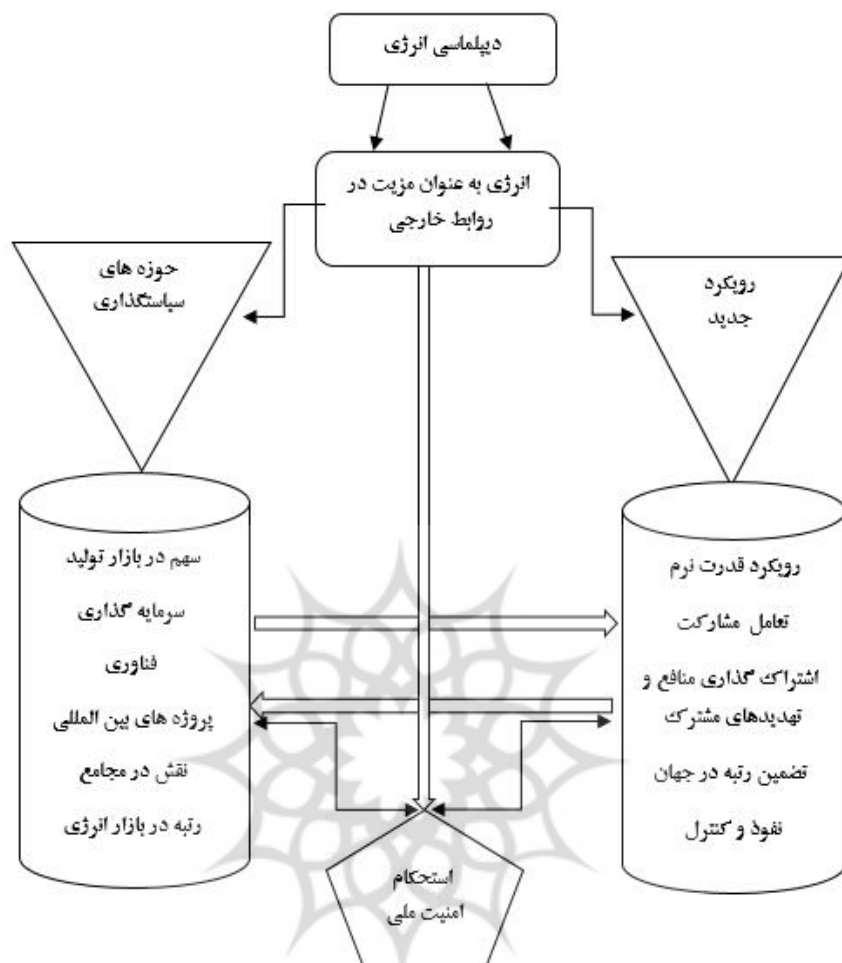 دیپلماسی انرژی
انرژی به عنوان مزیت در
روابط خارجی
رویکرد
جدید
حوزه های
سیاستگذاری
رویکرد قدرت نرم
تعامل مشارکت
اشتراک گذاری منافع و
تهدیدهای مشترک
تضمین رتبه در جهان
نفوذ و کنترل
سهم در بازار تولید
سرمایه گذاری
فناوری
پروژه های بین المللی
نقش در مجامع
رتبه در بازار انرژی
استحکام
امنیت ملی